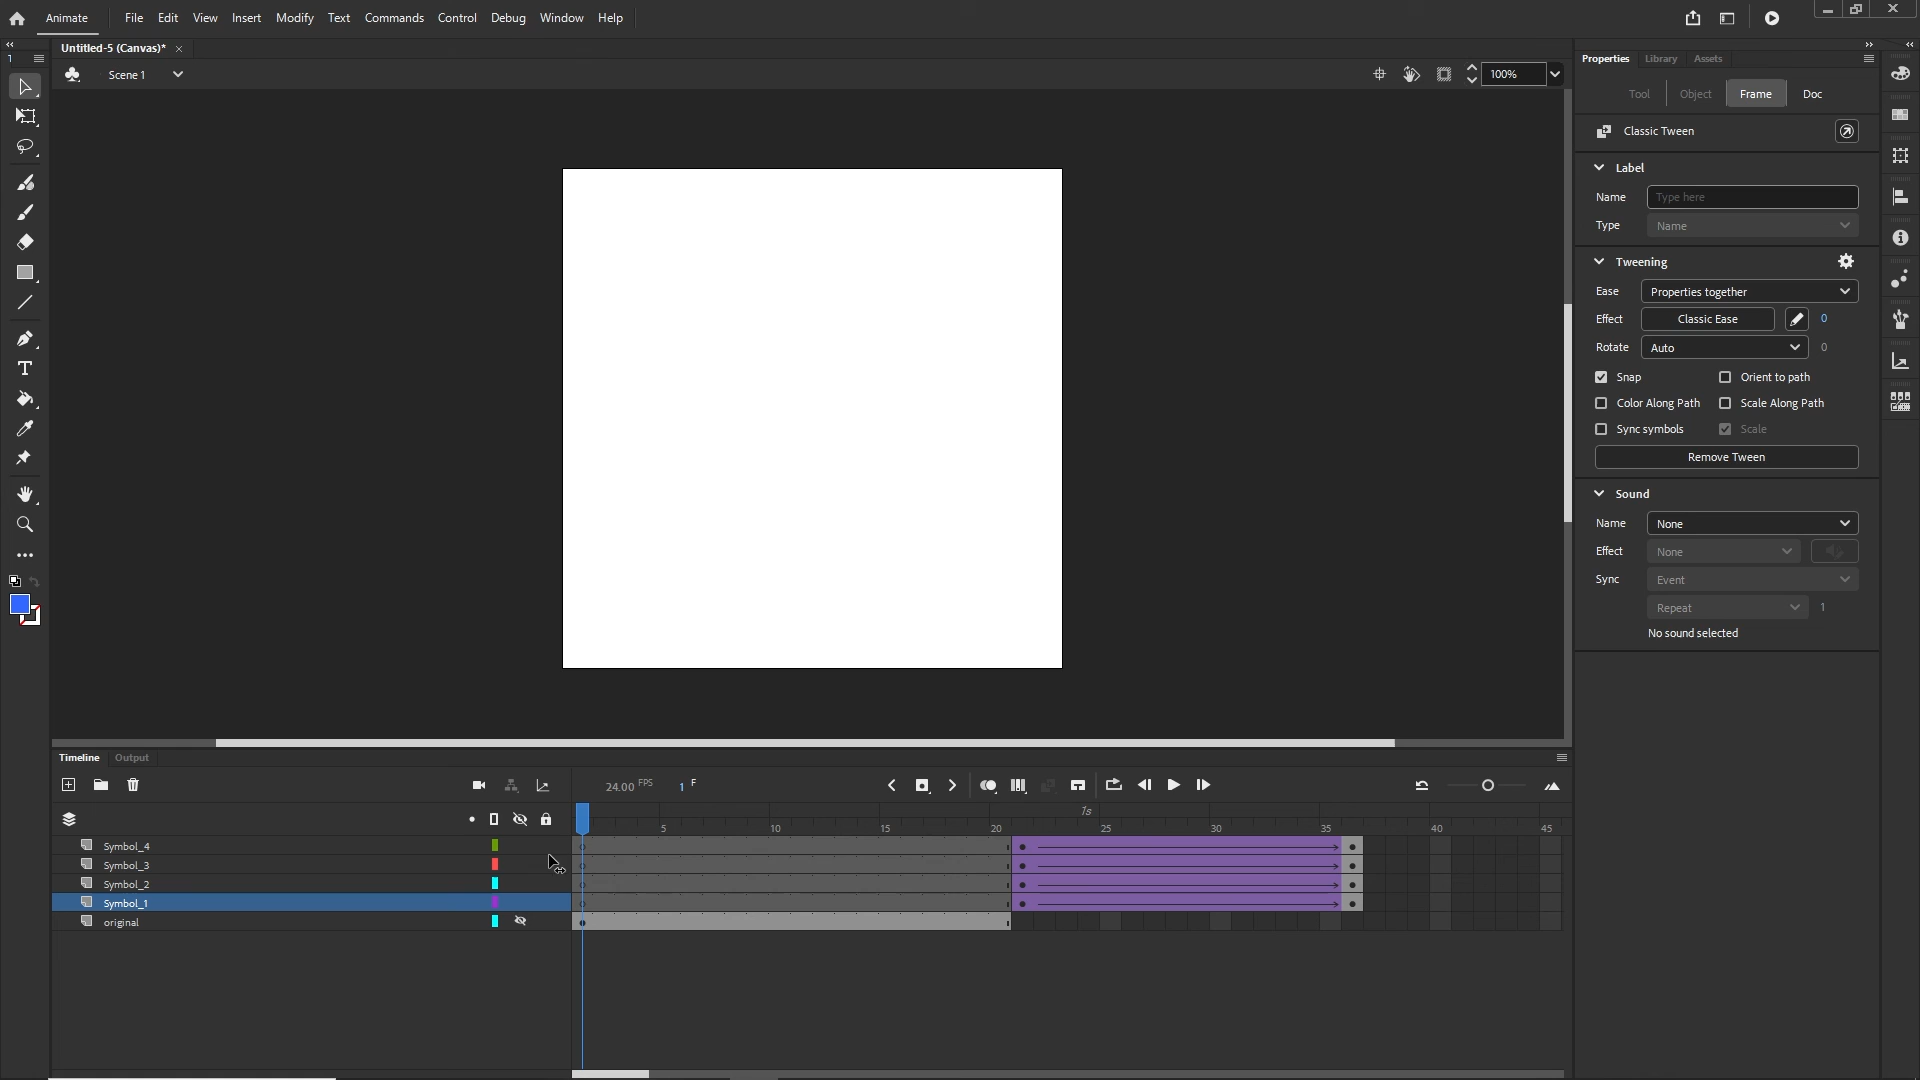 Animate File Edit View Insert Modify Text Commands Control Debug Window Help
Untitled-5 (Canvas)*
Scene 1
100%
Properties Library Assets
Tool Object Frame Doc
Classic Tween
Label
Name Type here
Type Name
Tweening
Ease Properties together
Effect Classic Ease 0
Rotate Auto 0
Snap Orient to path
Color Along Path Scale Along Path
Sync symbols Scale
Remove Tween
Sound
Name None
Effect None
Sync Event
Repeat 1
No sound selected
Timeline Output
24.00 FPS 1 F
1s
5 10 15 20 25 30 35 40 45
Symbol_4
Symbol_3
Symbol_2
Symbol_1
original